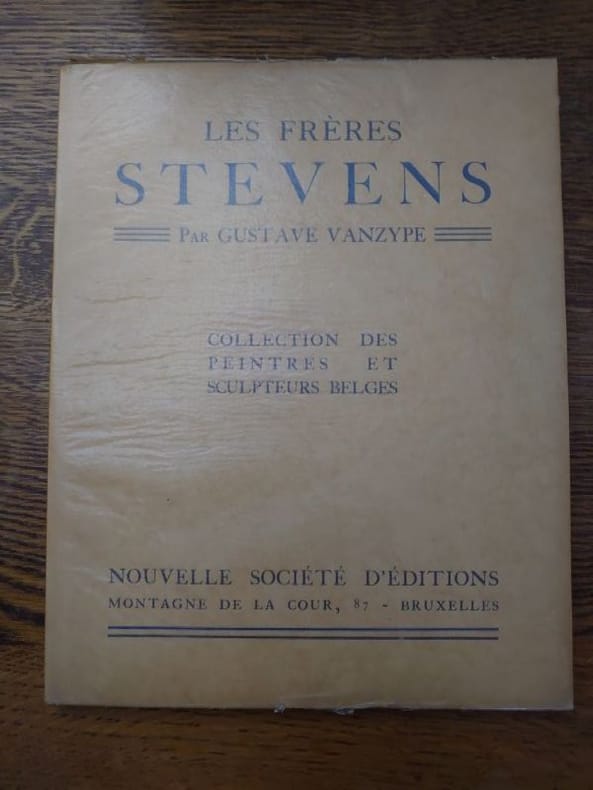 LES FRÈRES
STEVENS
PAR GUSTAVE VANZYPE
COLLECTION DES
PEINTRES ET
SCULPTEURS BELGES
NOUVELLE SOCIÉTÉ D'ÉDITIONS
MONTAGNE DE LA COUR, 87 - BRUXELLES